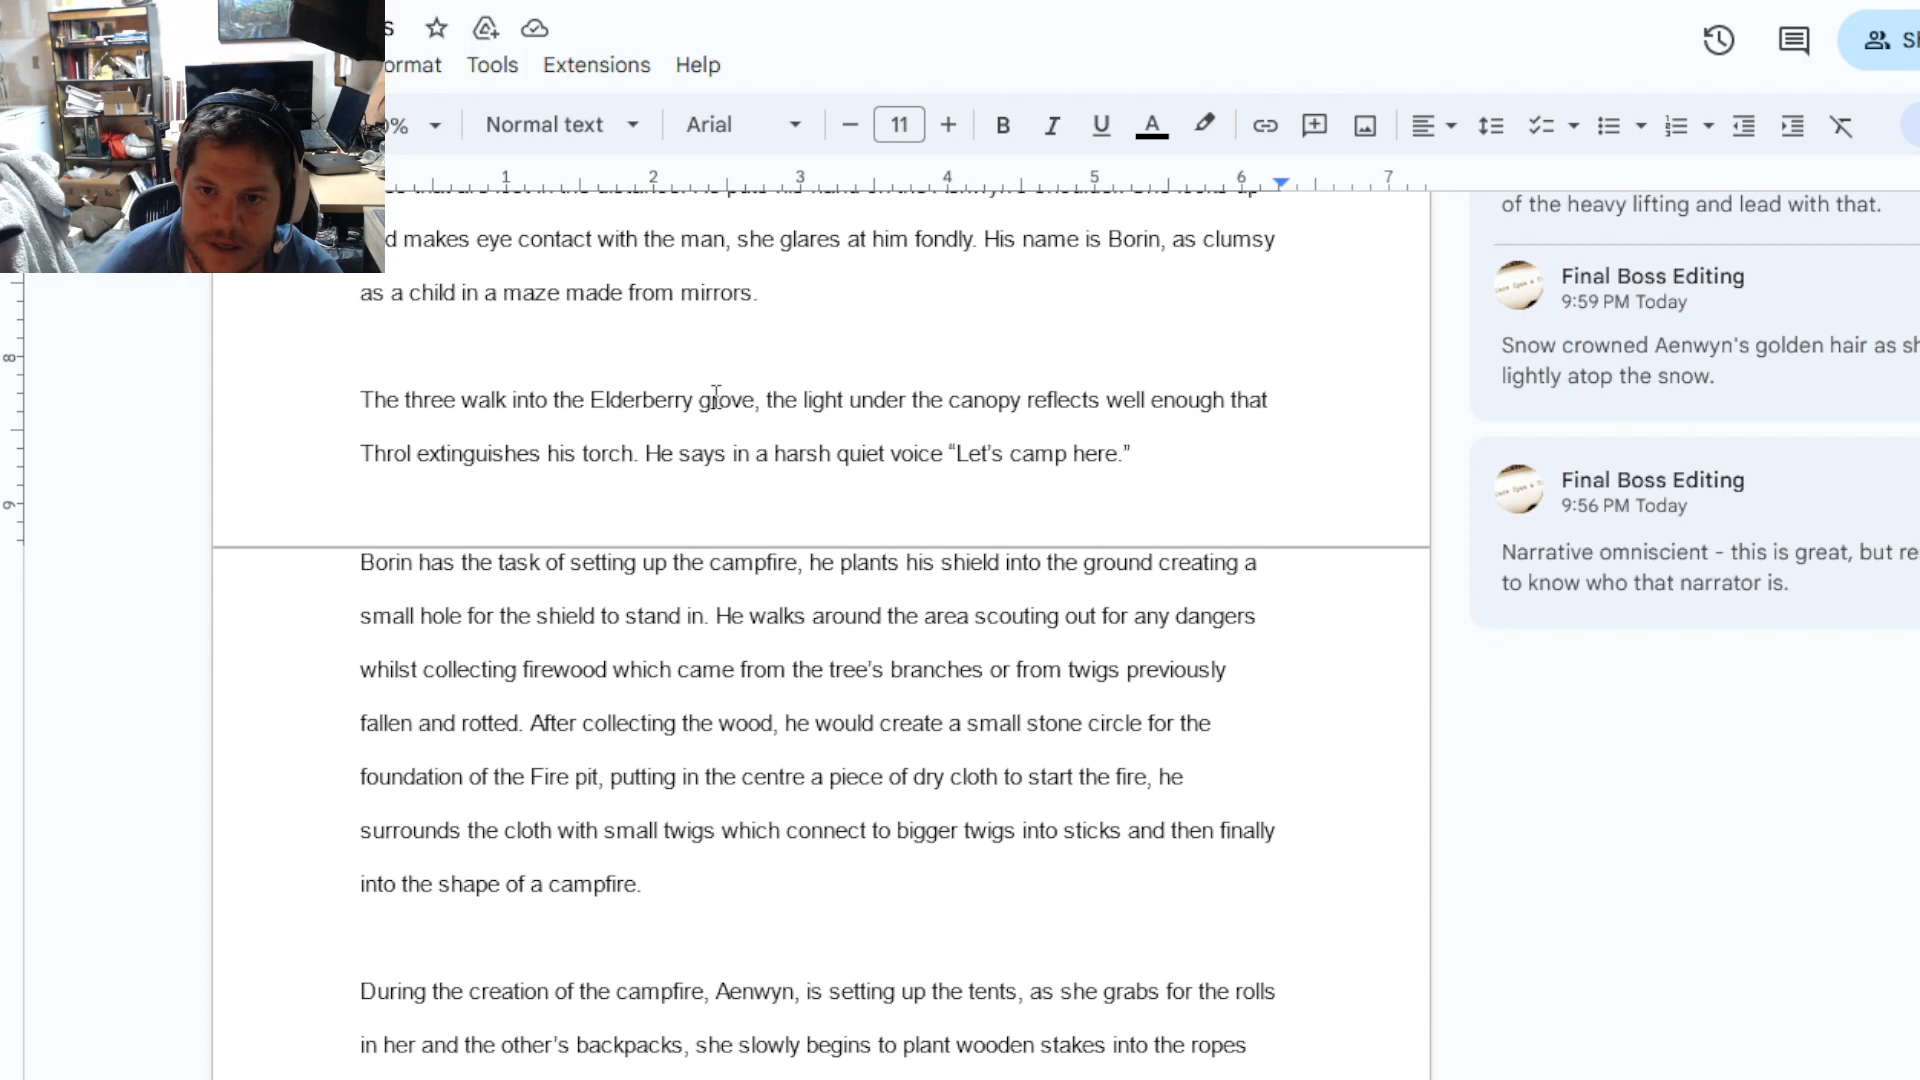 s
ormat Tools Extensions Help
0% Normal text Arial 11 B I U A
1 2 3 4 5 6 7
d makes eye contact with the man, she glares at him fondly. His name is Borin, as clumsy
as a child in a maze made from mirrors.
The three walk into the Elderberry grove, the light under the canopy reflects well enough that
Throl extinguishes his torch. He says in a harsh quiet voice “Let’s camp here.”
Borin has the task of setting up the campfire, he plants his shield into the ground creating a
small hole for the shield to stand in. He walks around the area scouting out for any dangers
whilst collecting firewood which came from the tree’s branches or from twigs previously
fallen and rotted. After collecting the wood, he would create a small stone circle for the
foundation of the Fire pit, putting in the centre a piece of dry cloth to start the fire, he
surrounds the cloth with small twigs which connect to bigger twigs into sticks and then finally
into the shape of a campfire.
During the creation of the campfire, Aenwyn, is setting up the tents, as she grabs for the rolls
in her and the other’s backpacks, she slowly begins to plant wooden stakes into the ropes
8
9
Sh
of the heavy lifting and lead with that.
Final Boss Editing
9:59 PM Today
Snow crowned Aenwyn's golden hair as sh
lightly atop the snow.
Final Boss Editing
9:56 PM Today
Narrative omniscient - this is great, but re
to know who that narrator is.